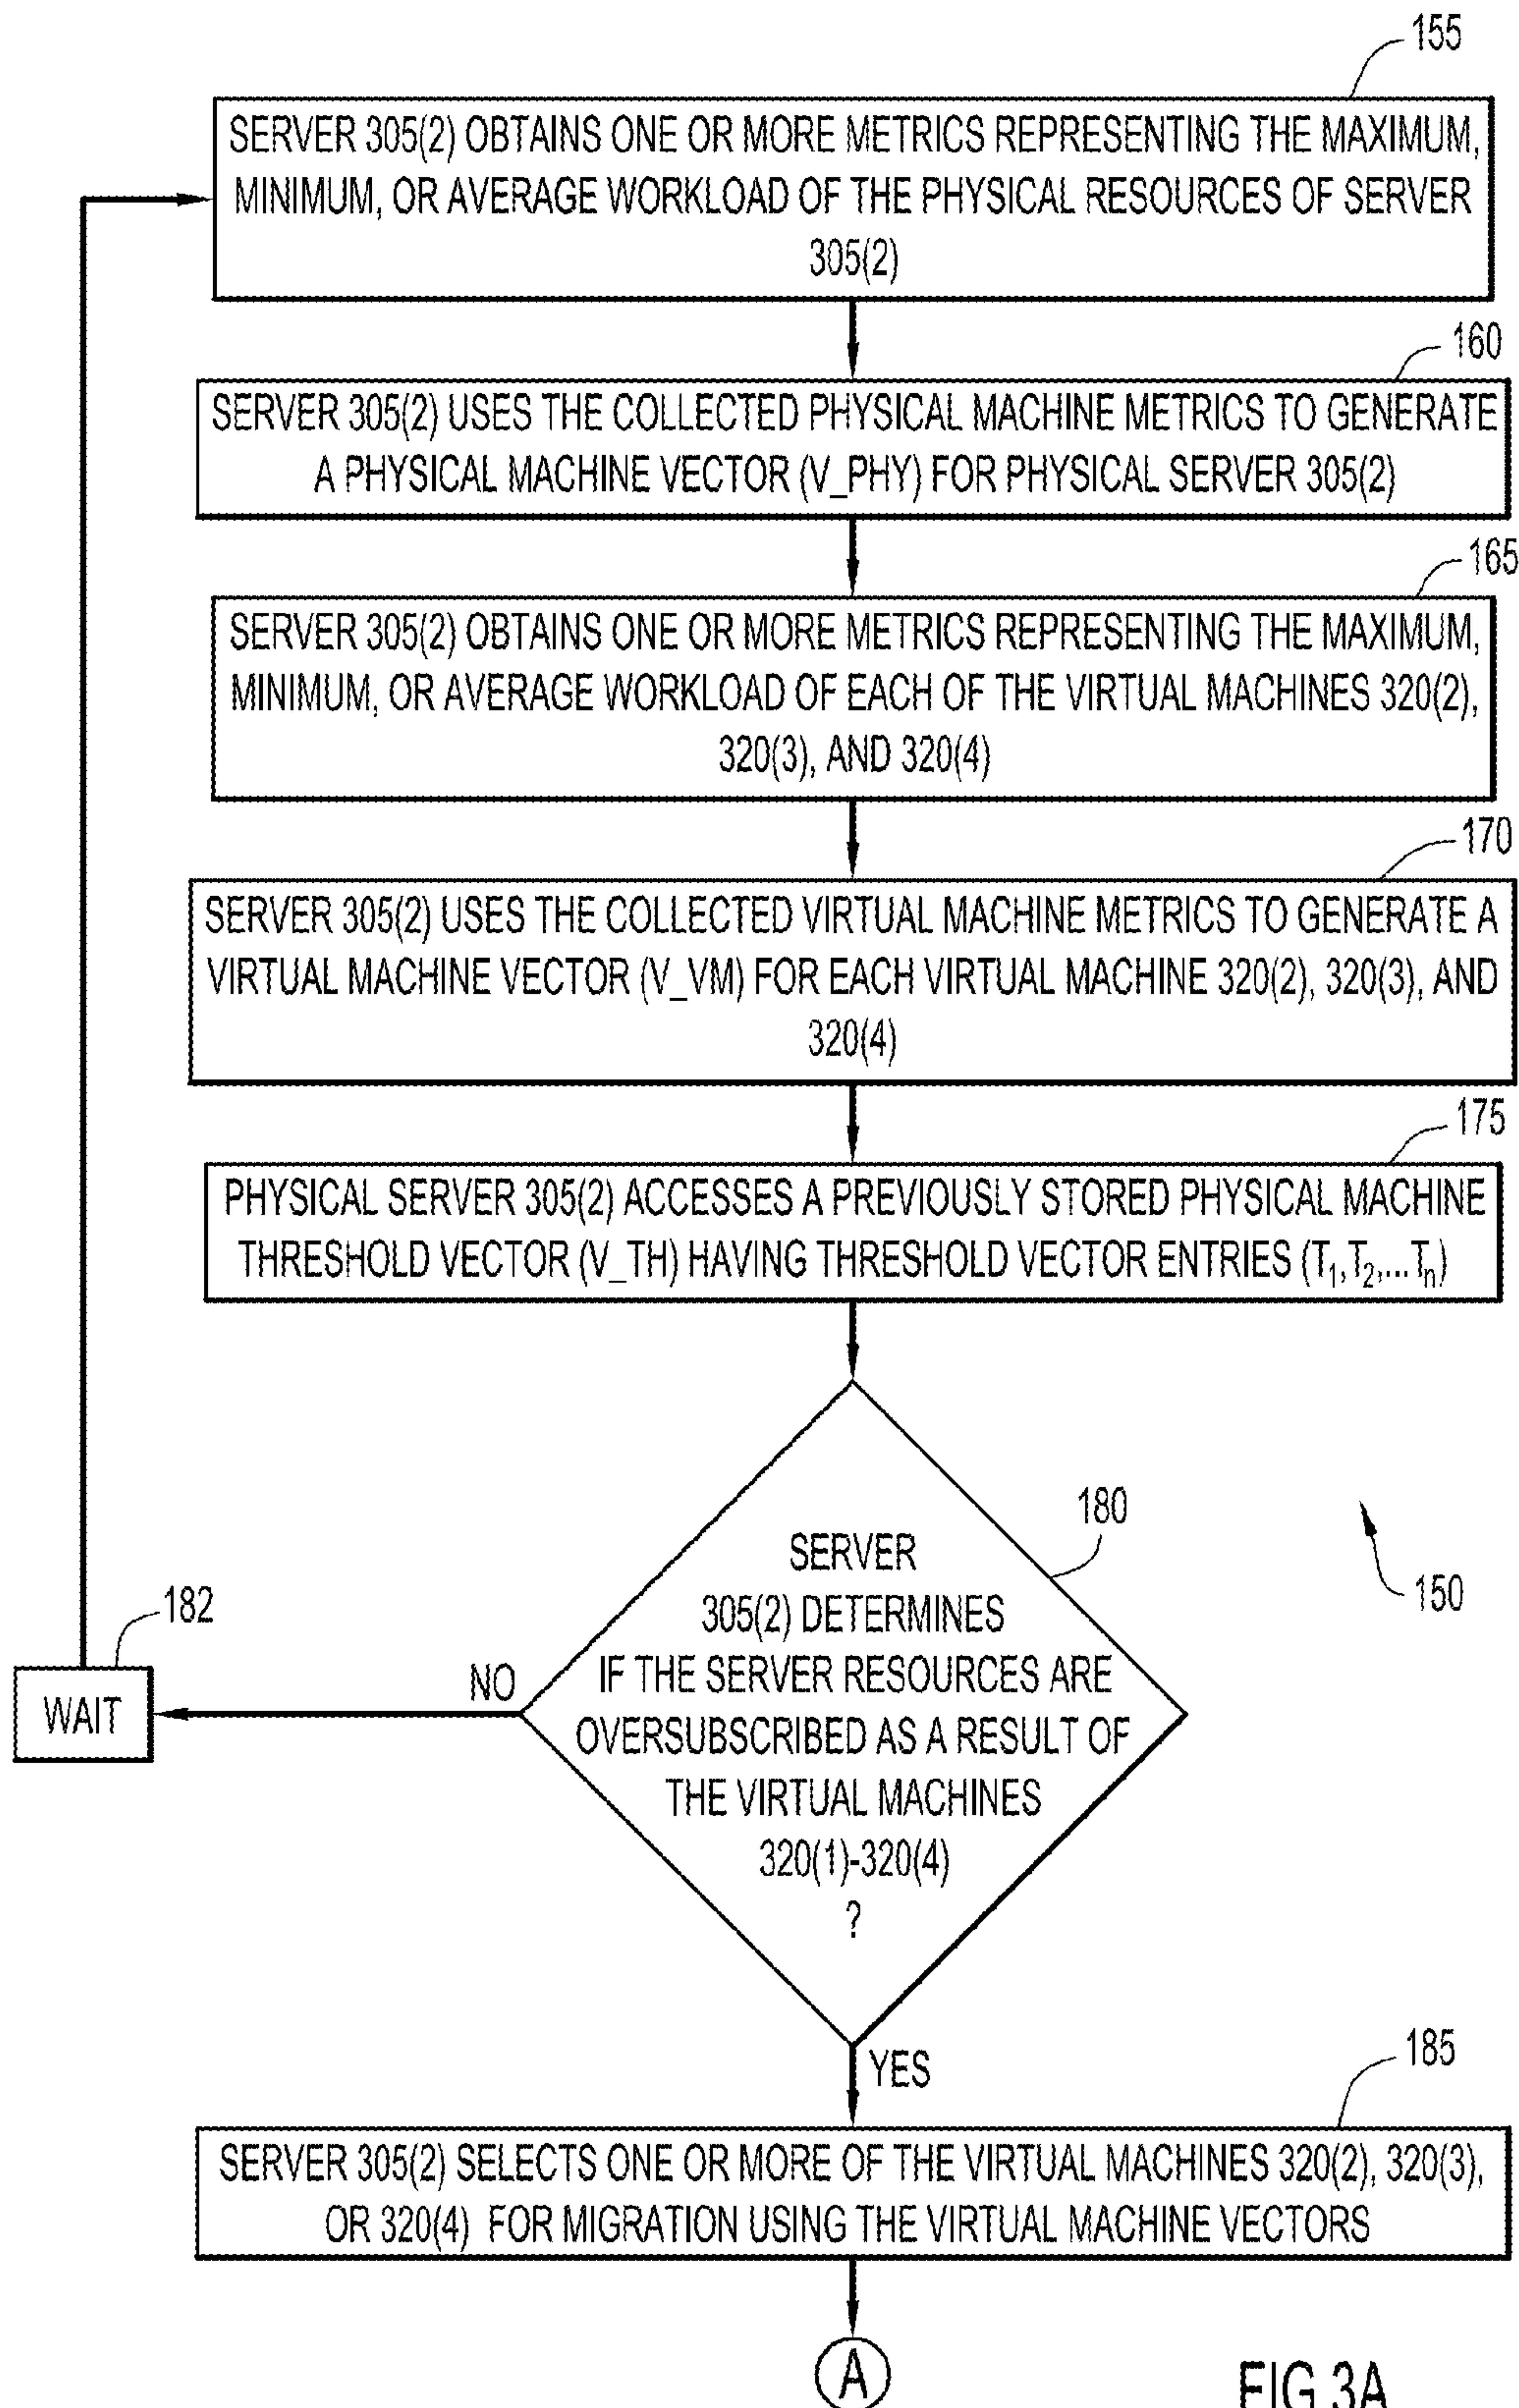 155
SERVER 305(2) OBTAINS ONE OR MORE METRICS REPRESENTING THE MAXIMUM,
MINIMUM, OR AVERAGE WORKLOAD OF THE PHYSICAL RESOURCES OF SERVER
305(2)
160
SERVER 305(2) USES THE COLLECTED PHYSICAL MACHINE METRICS TO GENERATE
A PHYSICAL MACHINE VECTOR (V_PHY) FOR PHYSICAL SERVER 305(2)
165
SERVER 305(2) OBTAINS ONE OR MORE METRICS REPRESENTING THE MAXIMUM,
MINIMUM, OR AVERAGE WORKLOAD OF EACH OF THE VIRTUAL MACHINES 320(2),
320(3), AND 320(4)
170
SERVER 305(2) USES THE COLLECTED VIRTUAL MACHINE METRICS TO GENERATE A
VIRTUAL MACHINE VECTOR (V_VM) FOR EACH VIRTUAL MACHINE 320(2), 320(3), AND
320(4)
175
PHYSICAL SERVER 305(2) ACCESSES A PREVIOUSLY STORED PHYSICAL MACHINE
THRESHOLD VECTOR (V_TH) HAVING THRESHOLD VECTOR ENTRIES (T₁,T₂,...Tₙ)
180
SERVER
305(2) DETERMINES
IF THE SERVER RESOURCES ARE
OVERSUBSCRIBED AS A RESULT OF
THE VIRTUAL MACHINES
320(1)-320(4)
?
150
182
NO
WAIT
YES
185
SERVER 305(2) SELECTS ONE OR MORE OF THE VIRTUAL MACHINES 320(2), 320(3),
OR 320(4) FOR MIGRATION USING THE VIRTUAL MACHINE VECTORS
A
FIG.3A